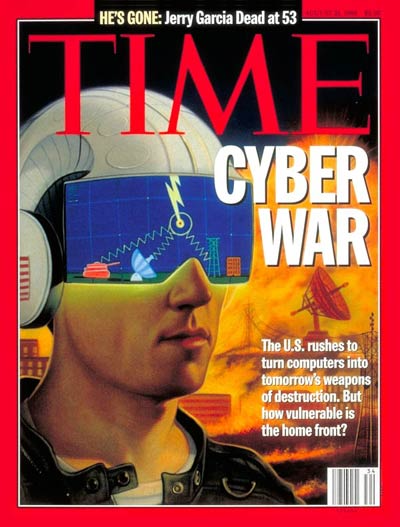 HE'S GONE: Jerry Garcia Dead at 53
TIME
CYBER
WAR
The U.S. rushes to
turn computers into
tomorrow's weapons
of destruction. But
how vulnerable is
the home front?
34